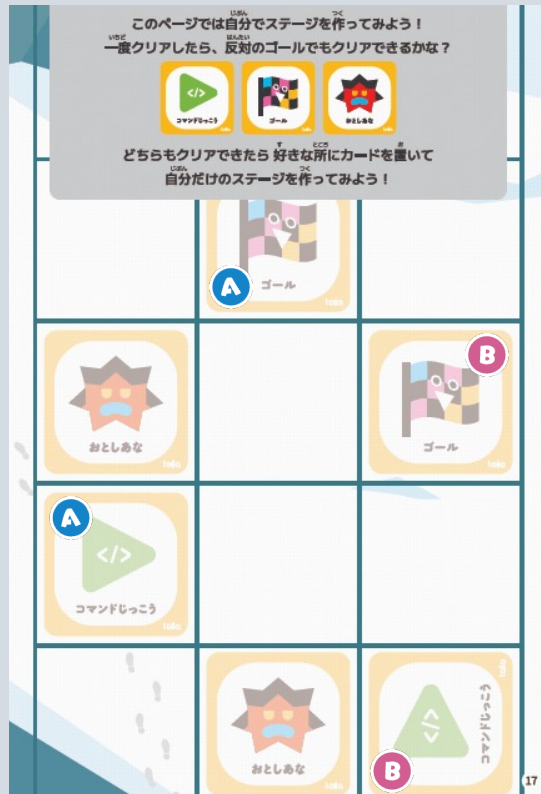 このページでは自分でステージを作ってみよう！
一度クリアしたら、反対のゴールでもクリアできるかな？
</>
コマンドじっこう
ゴール
おとしあな
どちらもクリアできたら 好きな所にカードを置いて
自分だけのステージを作ってみよう！
A
ゴール
toio
おとしあな
toio
B
ゴール
toio
A
</>
コマンドじっこう
toio
おとしあな
toio
</>
コマンドじっこう
toio
B
17